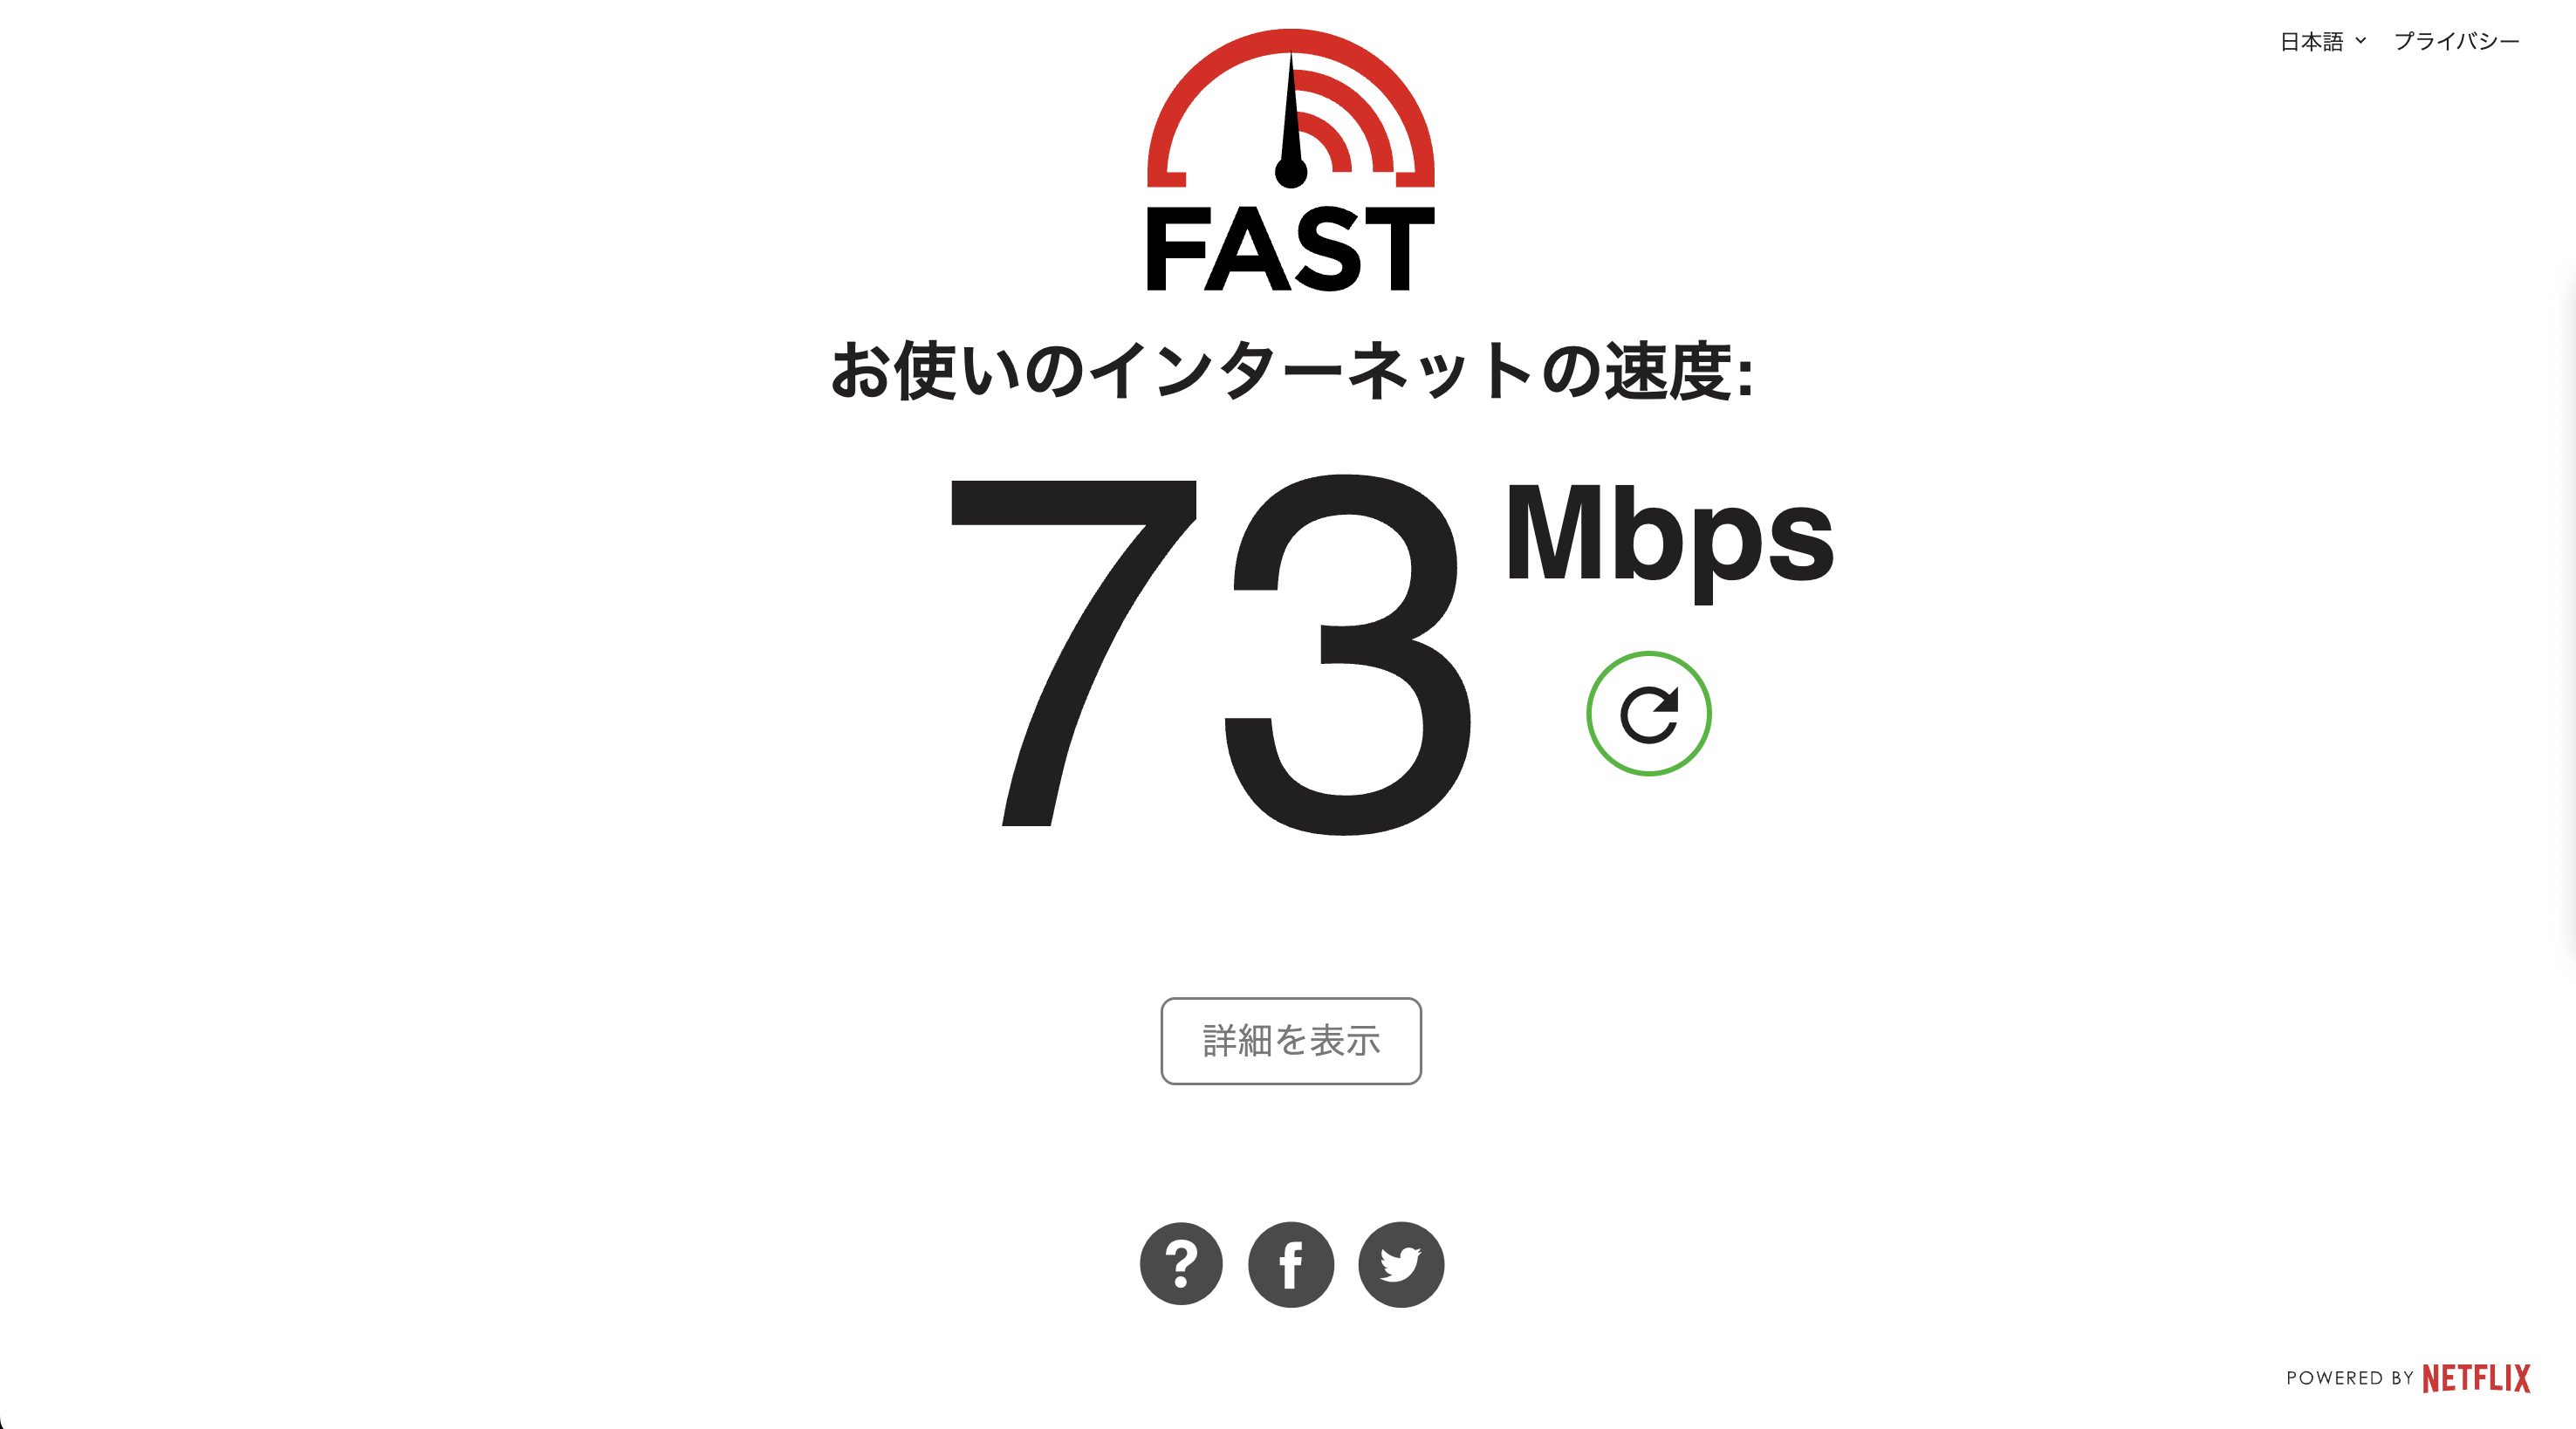 日本語 プライバシー
FAST
お使いのインターネットの速度:
73 Mbps
詳細を表示
?
f
POWERED BY NETFLIX